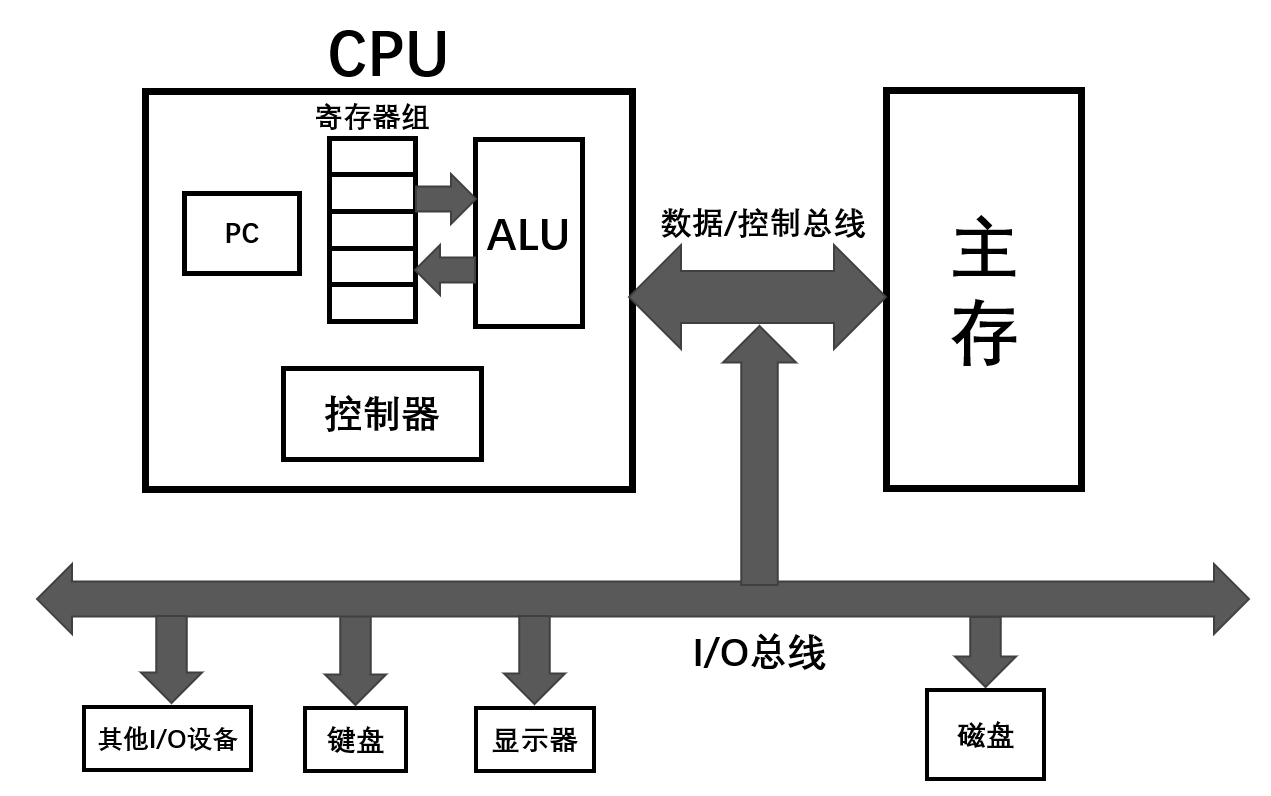 CPU
寄存器组
PC
ALU
控制器
数据/控制总线
主
存
I/O总线
其他I/O设备
键盘
显示器
磁盘